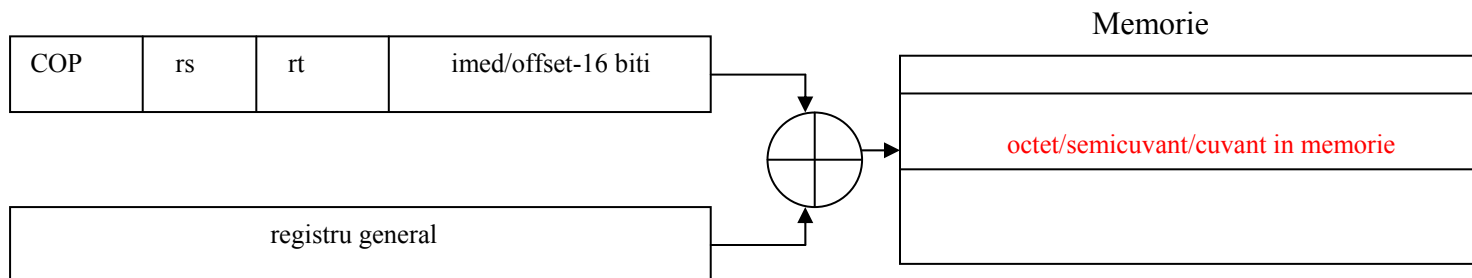 Memorie
COP rs rt imed/offset-16 biti
octet/semicuvant/cuvant in memorie
registru general